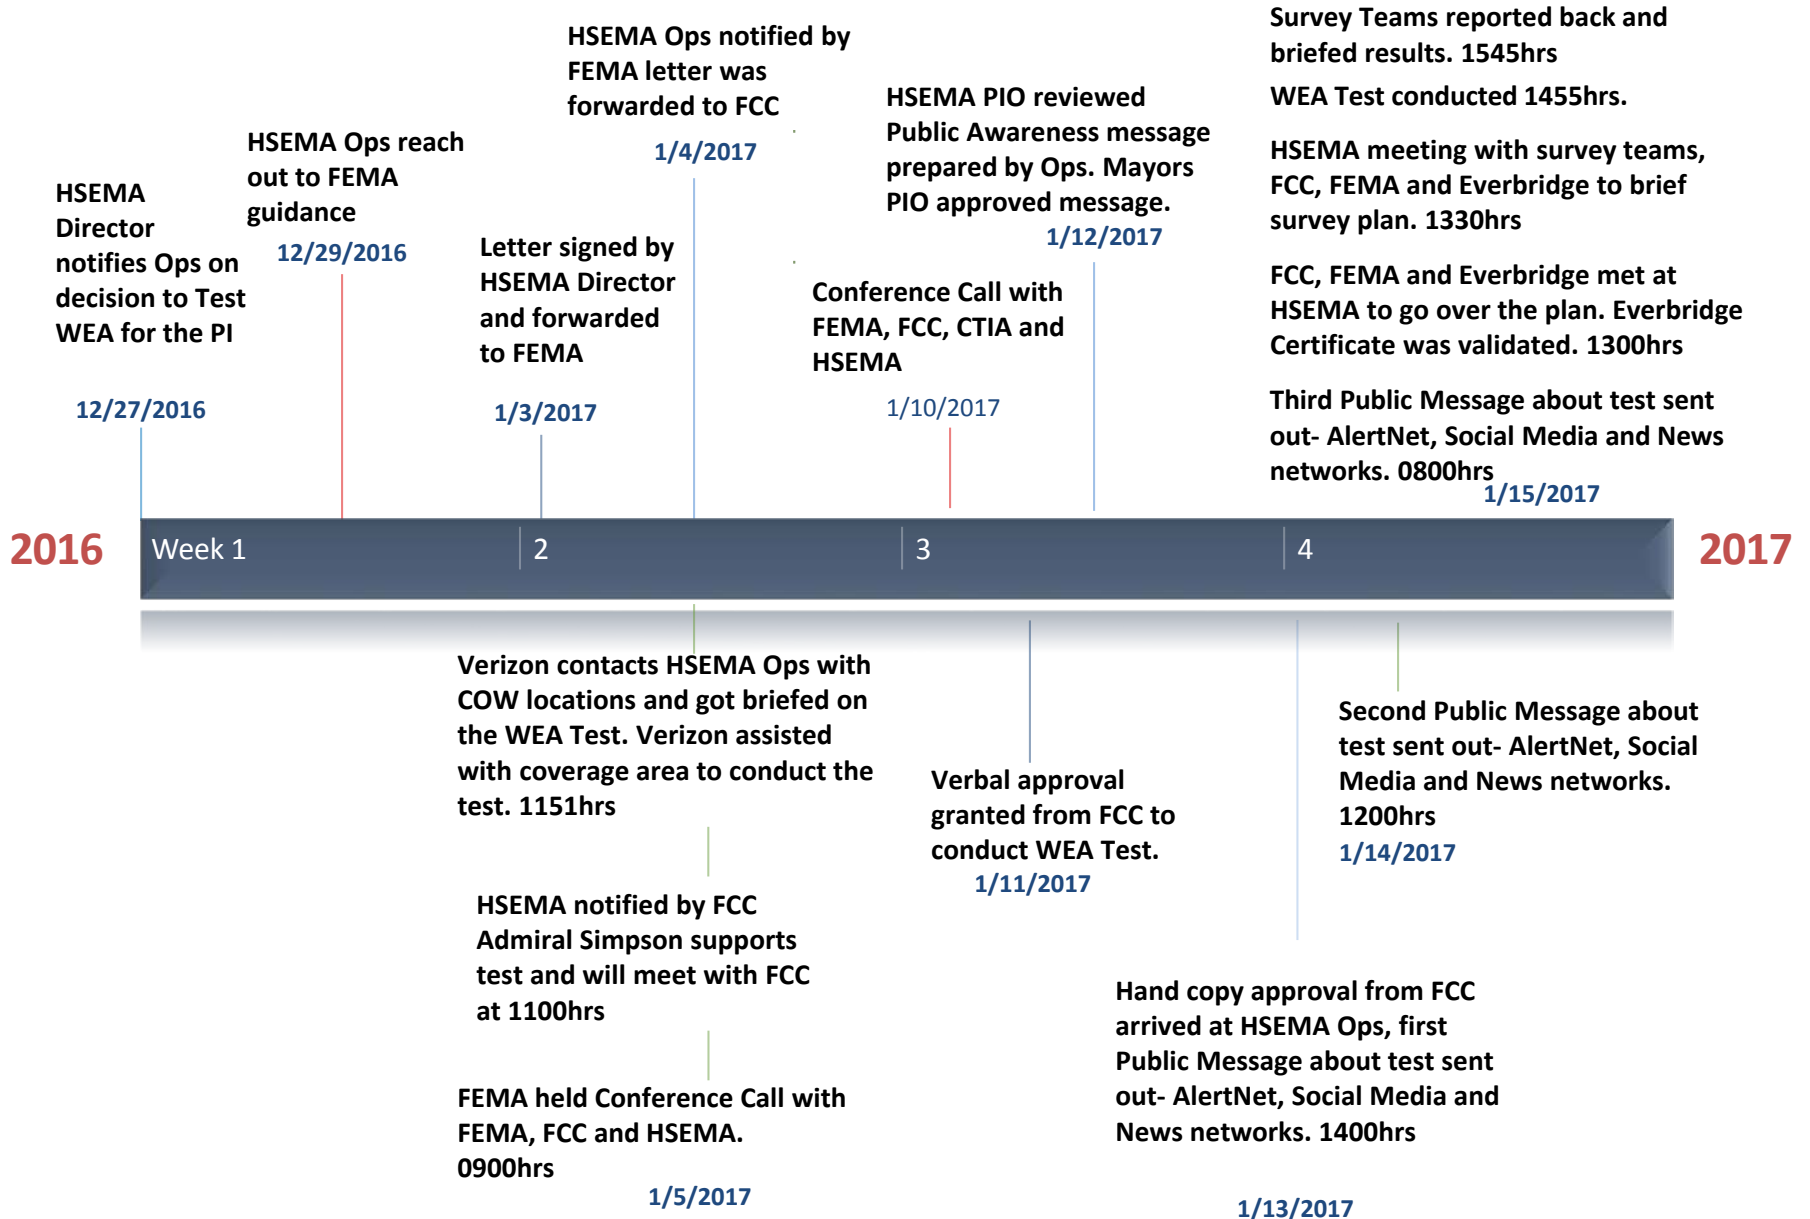 HSEMA
Director
notifies Ops on
decision to Test
WEA for the PI
12/27/2016
HSEMA Ops reach
out to FEMA
guidance
12/29/2016
Letter signed by
HSEMA Director
and forwarded
to FEMA
1/3/2017
HSEMA Ops notified by
FEMA letter was
forwarded to FCC
1/4/2017
Conference Call with
FEMA, FCC, CTIA and
HSEMA
1/10/2017
HSEMA PIO reviewed
Public Awareness message
prepared by Ops. Mayors
PIO approved message.
1/12/2017
Survey Teams reported back and
briefed results. 1545hrs
WEA Test conducted 1455hrs.
HSEMA meeting with survey teams,
FCC, FEMA and Everbridge to brief
survey plan. 1330hrs
FCC, FEMA and Everbridge met at
HSEMA to go over the plan. Everbridge
Certificate was validated. 1300hrs
Third Public Message about test sent
out- AlertNet, Social Media and News
networks. 0800hrs
1/15/2017
2016
Week 1
2
3
4
2017
Verizon contacts HSEMA Ops with
COW locations and got briefed on
the WEA Test. Verizon assisted
with coverage area to conduct the
test. 1151hrs
HSEMA notified by FCC
Admiral Simpson supports
test and will meet with FCC
at 1100hrs
FEMA held Conference Call with
FEMA, FCC and HSEMA.
0900hrs
1/5/2017
Verbal approval
granted from FCC to
conduct WEA Test.
1/11/2017
Hand copy approval from FCC
arrived at HSEMA Ops, first
Public Message about test sent
out- AlertNet, Social Media and
News networks. 1400hrs
1/13/2017
Second Public Message about
test sent out- AlertNet, Social
Media and News networks.
1200hrs
1/14/2017